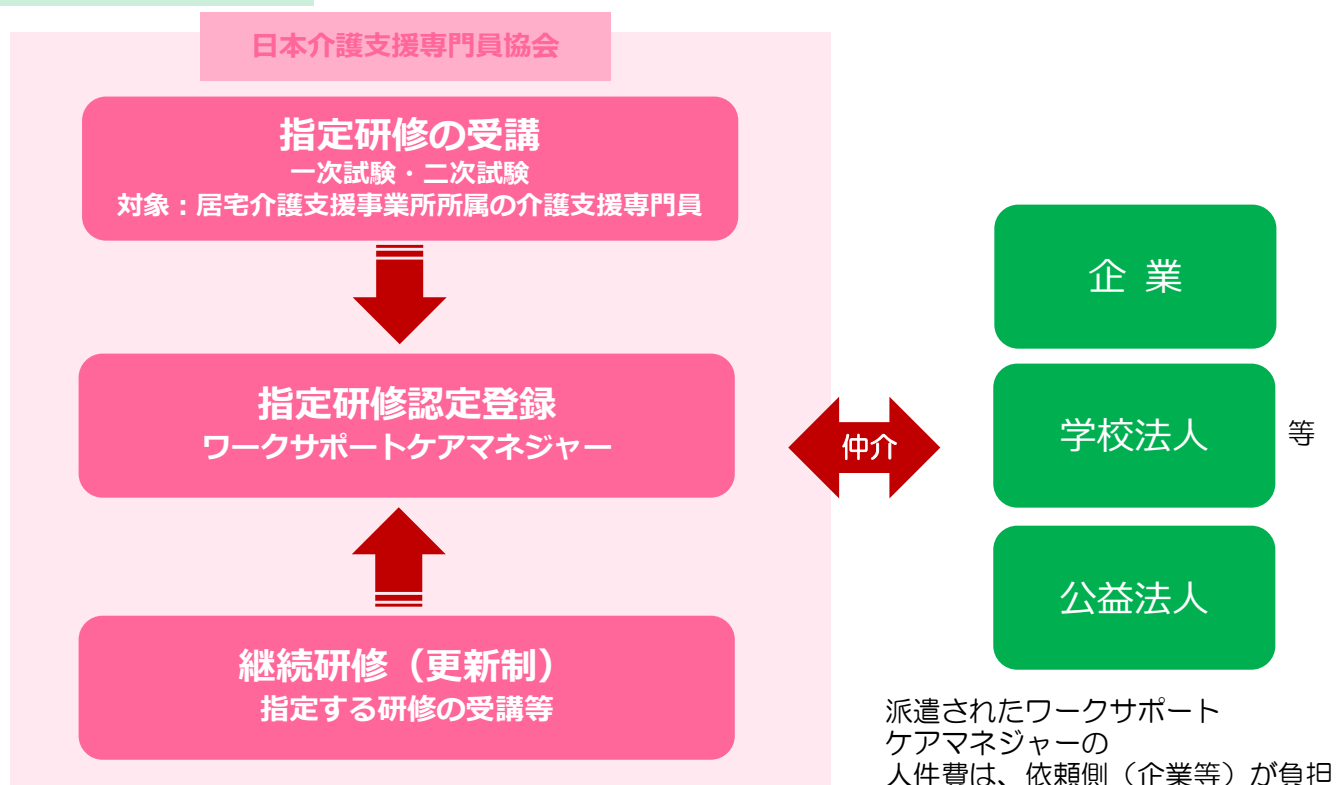 日本介護支援専門員協会
指定研修の受講
一次試験・二次試験
対象：居宅介護支援事業所所属の介護支援専門員
指定研修認定登録
ワークサポートケアマネジャー
継続研修（更新制）
指定する研修の受講等
仲介
企 業
学校法人
等
公益法人
派遣されたワークサポート
ケアマネジャーの
人件費は、依頼側（企業等）が負担